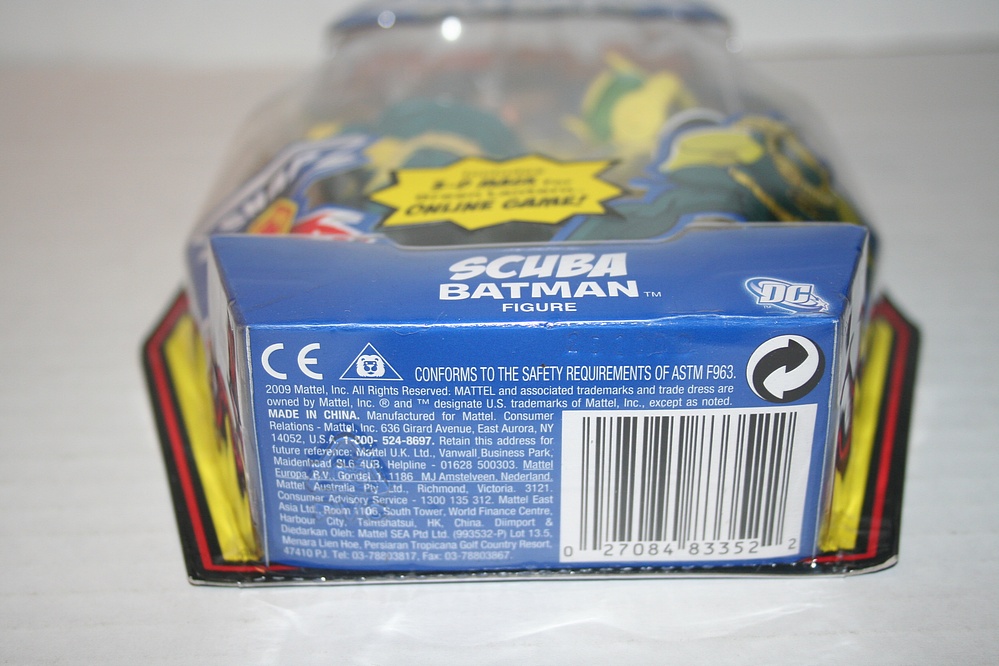 ONLINE GAME!
SCUBA
BATMAN™
FIGURE
DC
CE
CONFORMS TO THE SAFETY REQUIREMENTS OF ASTM F963.
2009 Mattel, Inc. All Rights Reserved. MATTEL and associated trademarks and trade dress are
owned by Mattel, Inc. ® and ™ designate U.S. trademarks of Mattel, Inc., except as noted.
MADE IN CHINA. Manufactured for Mattel. Consumer
Relations - Mattel, Inc. 636 Girard Avenue, East Aurora, NY
14052, U.S.A. 1-800- 524-8697. Retain this address for
future reference: Mattel U.K. Ltd., Vanwall Business Park,
Maidenhead SL6 4UB. Helpline - 01628 500303. Mattel
Europa, B.V., Gondel 1, 1186 MJ Amstelveen, Nederland.
Mattel Australia Pty Ltd., Richmond, Victoria. 3121.
Consumer Advisory Service - 1300 135 312. Mattel East
Asia Ltd., Room 1106, South Tower, World Finance Centre,
Harbour City, Tsimshatsui, HK, China. Diimport &
Diedarkan Oleh: Mattel SEA Ptd Ltd. (993532-P) Lot 13.5,
Menara Lien Hoe, Persiaran Tropicana Golf Country Resort,
47410 PJ. Tel: 03-78803817, Fax: 03-78803867.
0 27084 83352 2